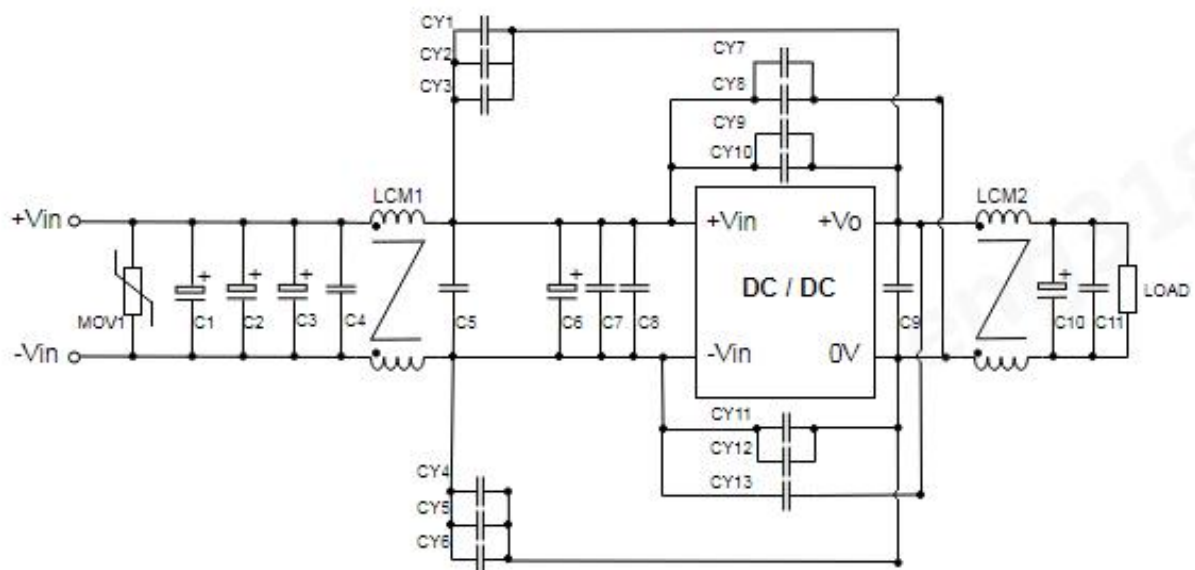 CY1
CY2
CY3
CY7
CY8
CY9
CY10
LCM1
LCM2
+Vin
+Vin
+Vo
MOV1
C1
C2
C3
C4
C5
C6
C7
C8
DC / DC
C9
C10
C11
LOAD
-Vin
-Vin
0V
CY11
CY12
CY13
CY4
CY5
CY6